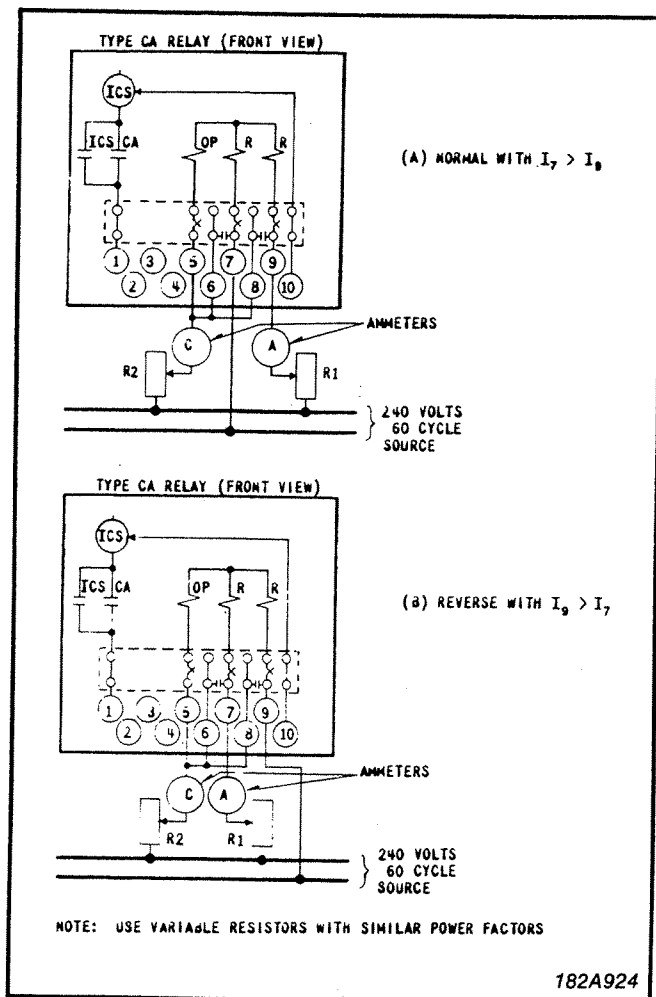 TYPE CA RELAY (FRONT VIEW)
ICS
ICS CA
OP R R
(A) NORMAL WITH I7 > I9
1 3 5 7 9
2 4 6 8 10
AMMETERS
C A
R2 R1
240 VOLTS
60 CYCLE
SOURCE
TYPE CA RELAY (FRONT VIEW)
ICS
ICS CA
OP R R
(B) REVERSE WITH I9 > I7
1 3 5 7 9
2 4 6 8 10
AMMETERS
C A
R2 R1
240 VOLTS
60 CYCLE
SOURCE
NOTE: USE VARIABLE RESISTORS WITH SIMILAR POWER FACTORS
182A924